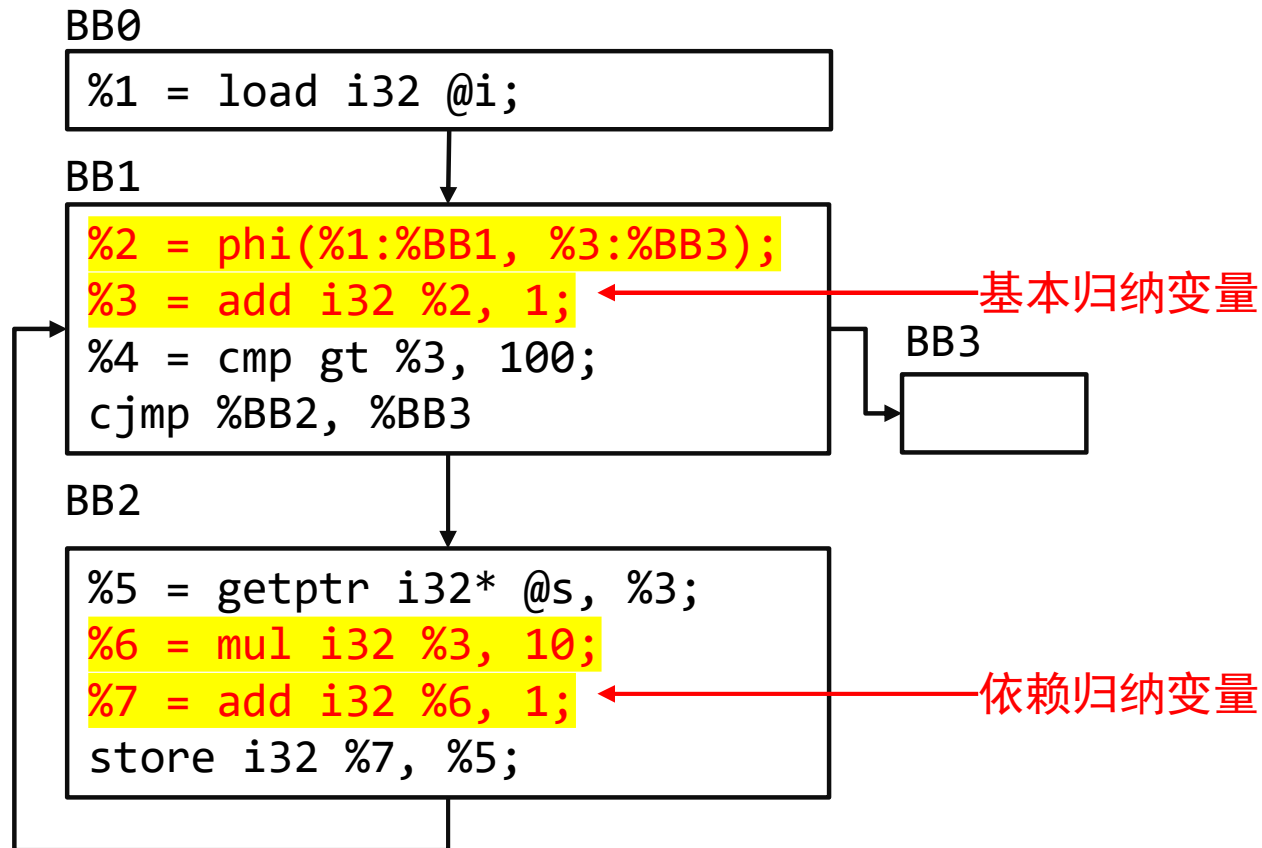 BB0
%1 = load i32 @i;
BB1
%2 = phi(%1:%BB1, %3:%BB3);
%3 = add i32 %2, 1;
基本归纳变量
%4 = cmp gt %3, 100;
cjmp %BB2, %BB3
BB3
BB2
%5 = getptr i32* @s, %3;
%6 = mul i32 %3, 10;
%7 = add i32 %6, 1;
依赖归纳变量
store i32 %7, %5;